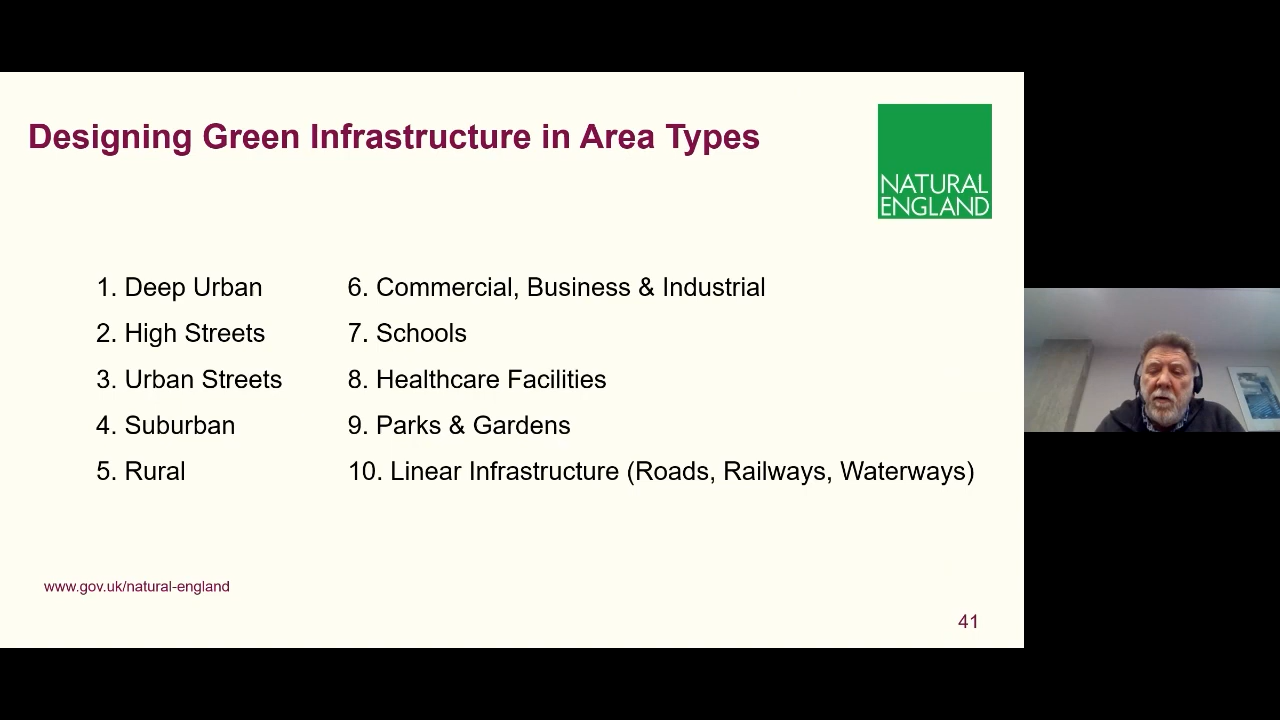 Designing Green Infrastructure in Area Types
NATURAL
ENGLAND
1. Deep Urban
2. High Streets
3. Urban Streets
4. Suburban
5. Rural
6. Commercial, Business & Industrial
7. Schools
8. Healthcare Facilities
9. Parks & Gardens
10. Linear Infrastructure (Roads, Railways, Waterways)
www.gov.uk/natural-england
41